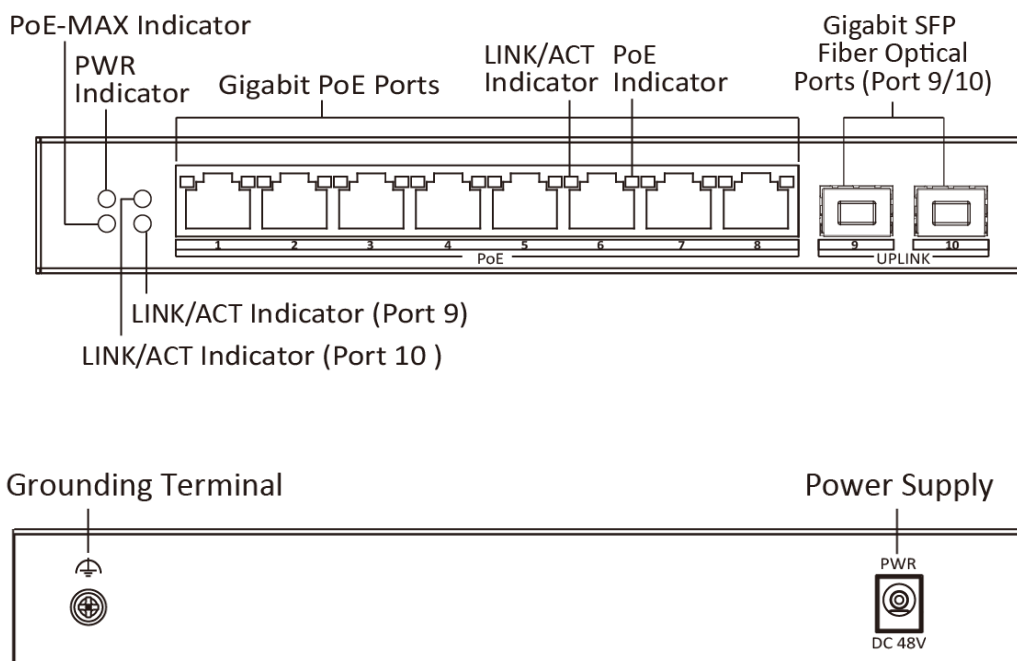 PoE-MAX Indicator
PWR
Indicator
Gigabit PoE Ports
LINK/ACT
Indicator
PoE
Indicator
Gigabit SFP
Fiber Optical
Ports (Port 9/10)
1 2 3 4 5 6 7 8 9 10
PoE
UPLINK
LINK/ACT Indicator (Port 9)
LINK/ACT Indicator (Port 10 )
Grounding Terminal
Power Supply
PWR
DC 48V